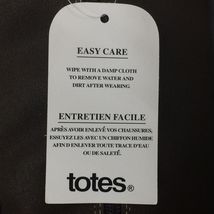 EASY CARE
WIPE WITH A DAMP CLOTH
TO REMOVE WATER AND
DIRT AFTER WEARING
ENTRETIEN FACILE
APRÈS AVOIR ENLEVÉ VOS CHAUSSURES,
ESSUYEZ LES AVEC UN CHIFFON HUMIDE
AFIN D'ENLEVER TOUTE TRACE D'EAU
OU DE SALETÉ.
totes®